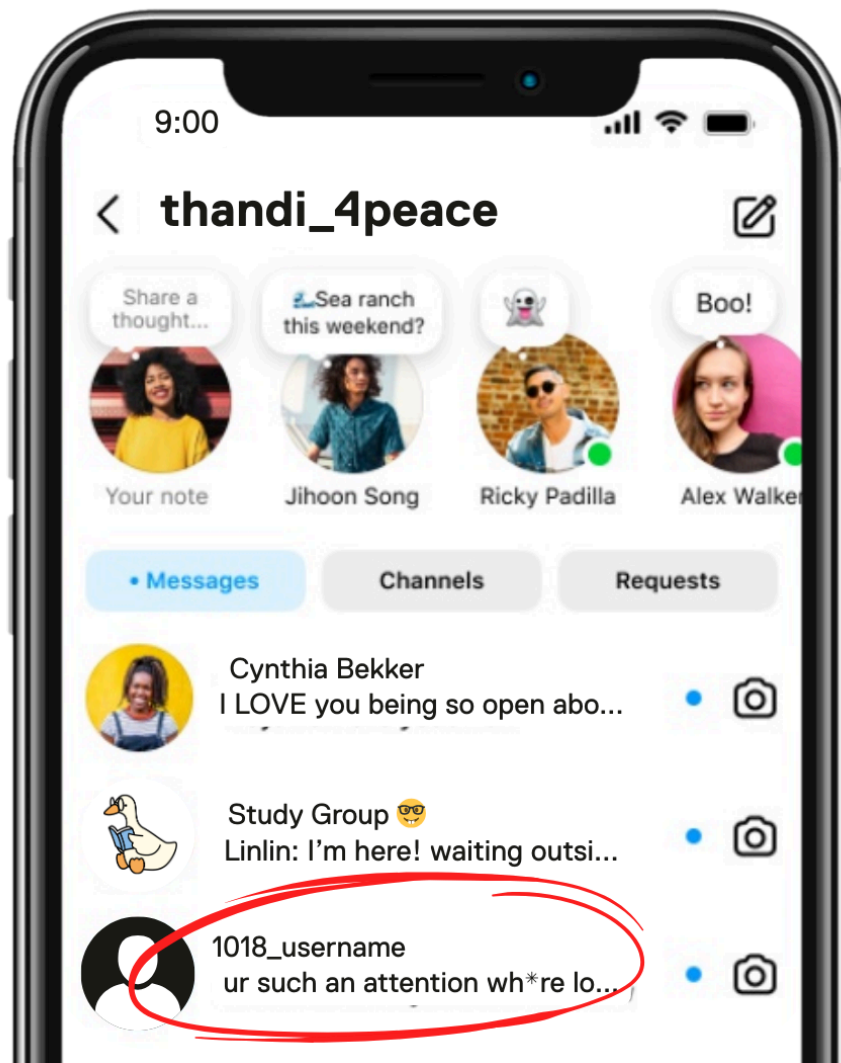 9:00
thandi_4peace
Share a
thought...
Sea ranch
this weekend?
Boo!
Your note
Jihoon Song
Ricky Padilla
Alex Walker
• Messages
Channels
Requests
Cynthia Bekker
I LOVE you being so open abo...
Study Group 🤓
Linlin: I'm here! waiting outsi...
1018_username
ur such an attention wh*re lo...